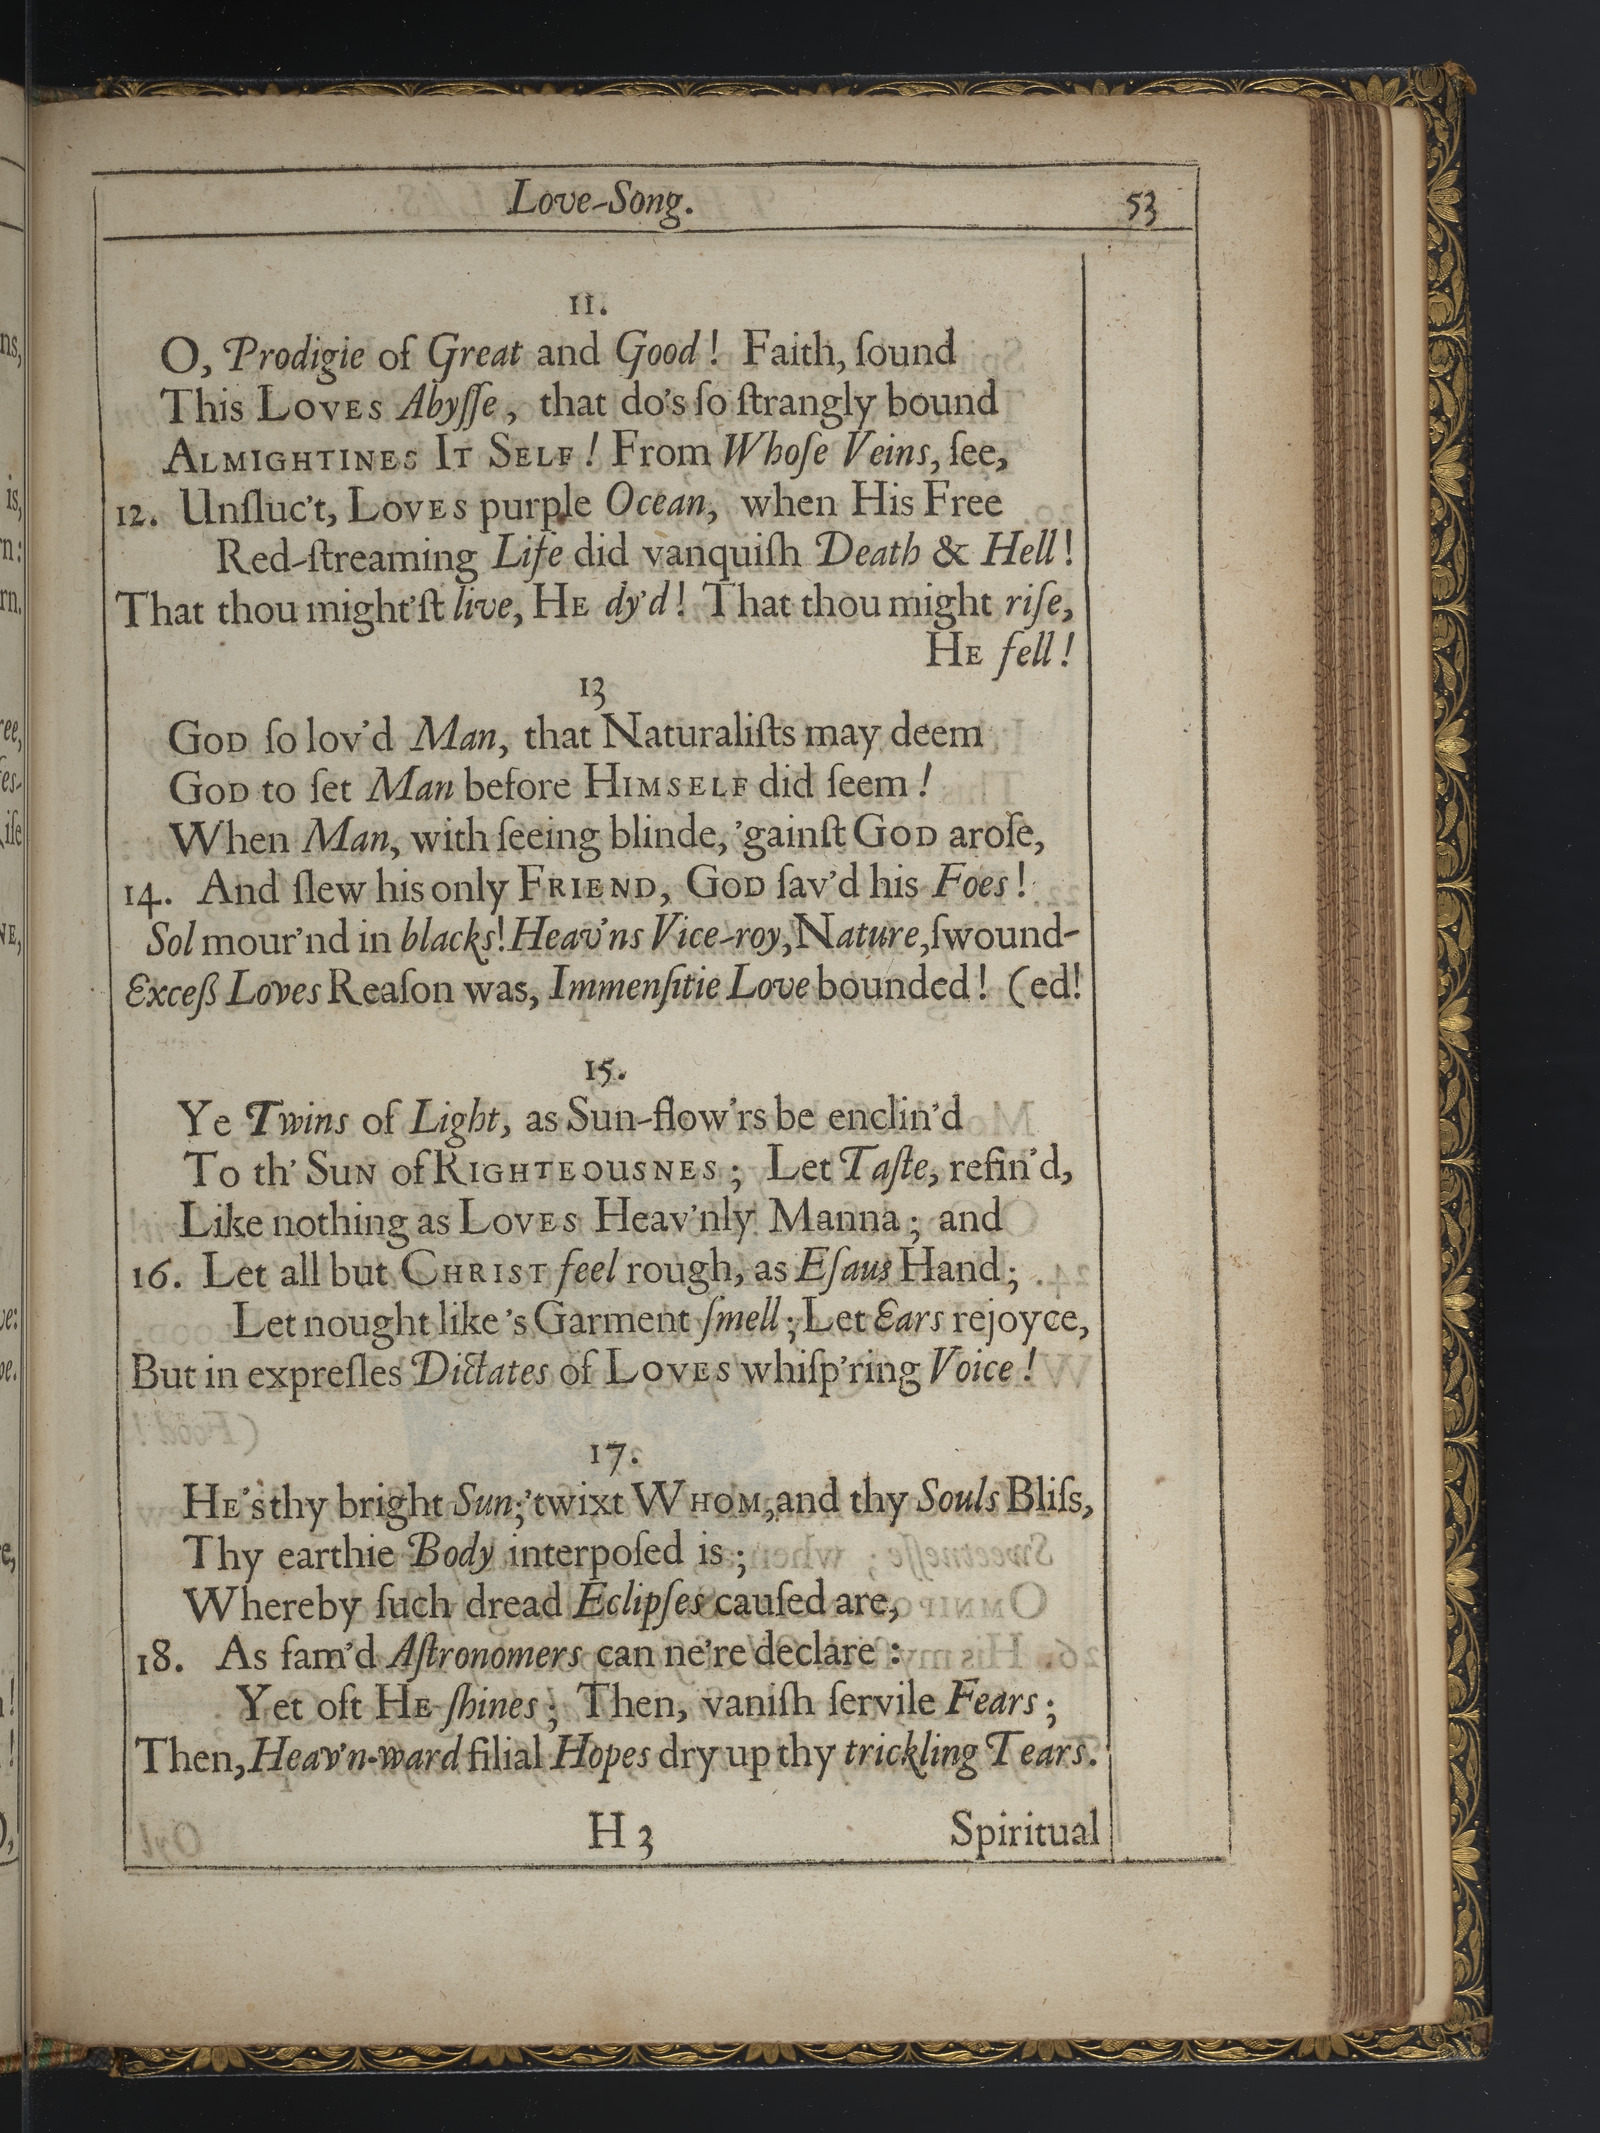 Love-Song.
53
11.
O, Prodigie of Great and Good! Faith, ſound
This LOVES Abyſſe, that do's ſo ſtrangly bound
ALMIGHTINES IT SELF! From Whoſe Veins, ſee,
12. Unſluc't, LOVES purple Ocean, when His Free
Red-ſtreaming Life did vanquiſh Death & Hell!
That thou might'ſt live, HE dy'd! That thou might riſe,
HE fell!
13
GOD ſo lov'd Man, that Naturaliſts may deem
GOD to ſet Man before HIMSELF did ſeem!
When Man, with ſeeing blinde, 'gainſt GOD aroſe,
14. And ſlew his only FRIEND, GOD ſav'd his Foes!
Sol mour'nd in blacks! Heav'ns Vice-roy, Nature, ſwound-
Exceß Loves Reaſon was, Immenſitie Love bounded! (ed!
15.
Ye Twins of Light, as Sun-flow'rs be enclin'd
To th' SUN of RIGHTEOUSNES; Let Taſte, refin'd,
Like nothing as LOVES Heav'nly Manna; and
16. Let all but CHRIST feel rough, as Eſaus Hand;
Let nought like 's Garment ſmell; Let Ears rejoyce,
But in expreſles Dictates of LOVES whiſp'ring Voice!
17.
HE's thy bright Sun; 'twixt WHOM, and thy Souls Bliſs,
Thy earthie Body interpoſed is;
Whereby ſuch dread Eclipſes cauſed are,
18. As fam'd Aſtronomers can ne're declare:
Yet oft HE ſhines; Then, vaniſh ſervile Fears;
Then, Heav'n-ward filial Hopes dry up thy trickling Tears.
H 3
Spiritual